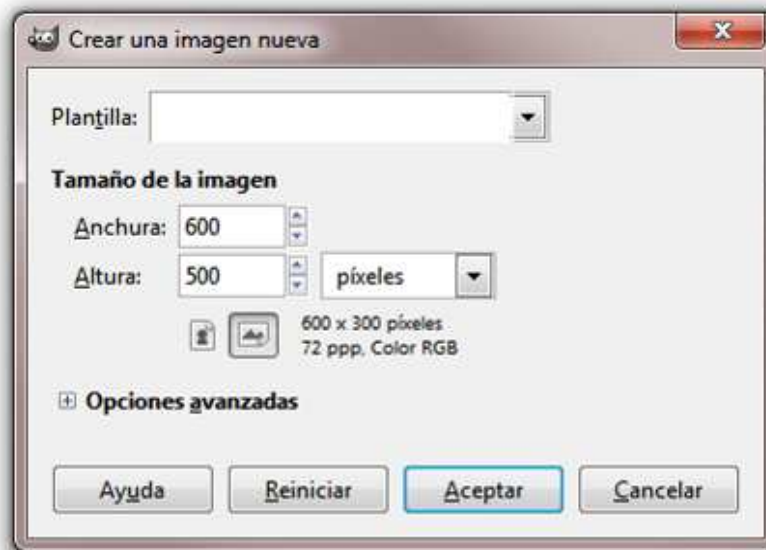 Crear una imagen nueva
Plantilla:
Tamaño de la imagen
Anchura: 600
Altura: 500 píxeles
600 x 300 píxeles
72 ppp, Color RGB
Opciones avanzadas
Ayuda Reiniciar Aceptar Cancelar